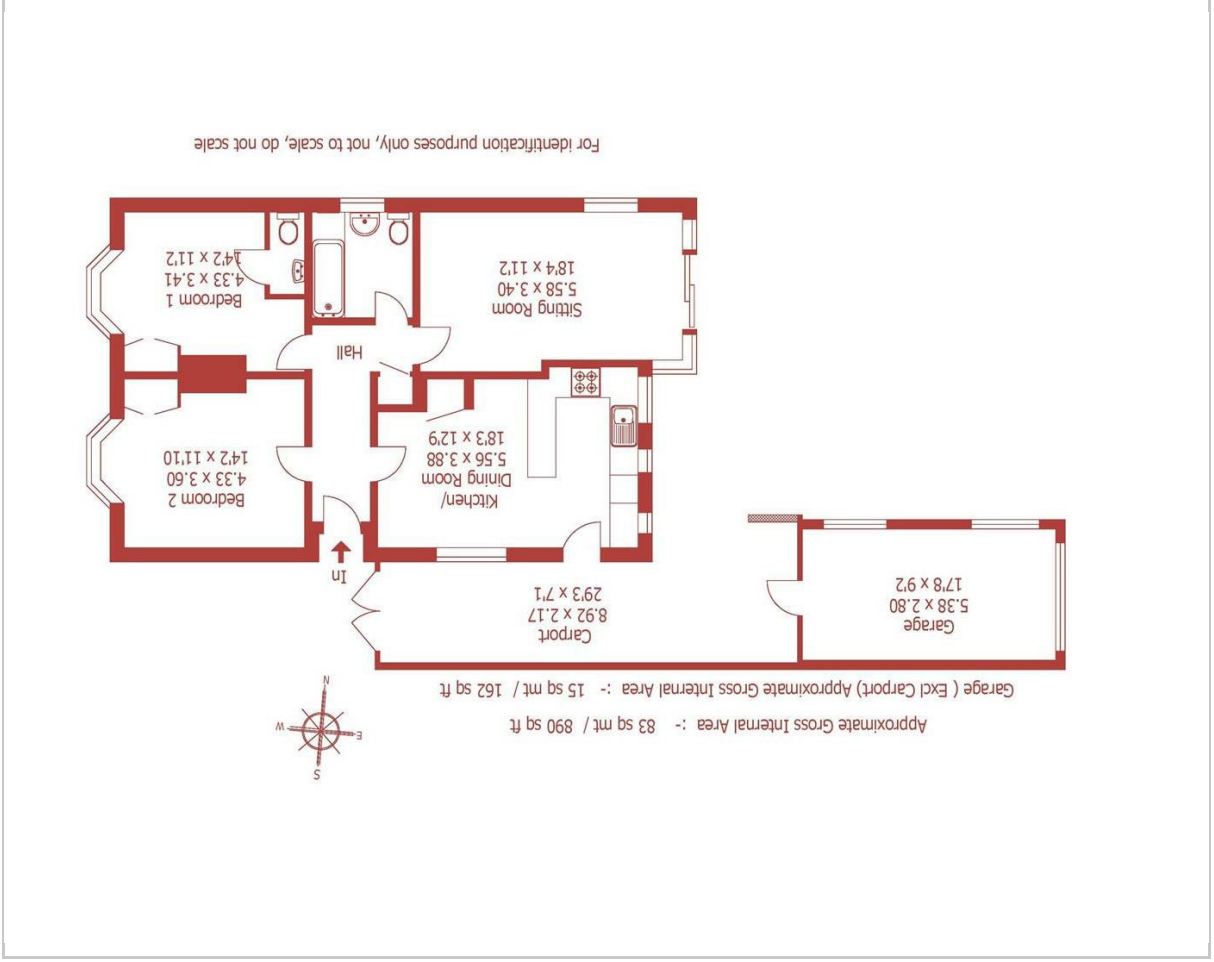 Approximate Gross Internal Area :- 83 sq mt / 890 sq ft
Garage ( Excl Carport) Approximate Gross Internal Area :- 15 sq mt / 162 sq ft
S
E
W
N
Garage
5.38 x 2.80
17'8 x 9'2
Carport
8.92 x 2.17
29'3 x 7'1
In
Kitchen/
Dining Room
5.56 x 3.88
18'3 x 12'9
Bedroom 2
4.33 x 3.60
14'2 x 11'10
Sitting Room
5.58 x 3.40
18'4 x 11'2
Hall
Bedroom 1
4.33 x 3.41
14'2 x 11'2
For identification purposes only, not to scale, do not scale